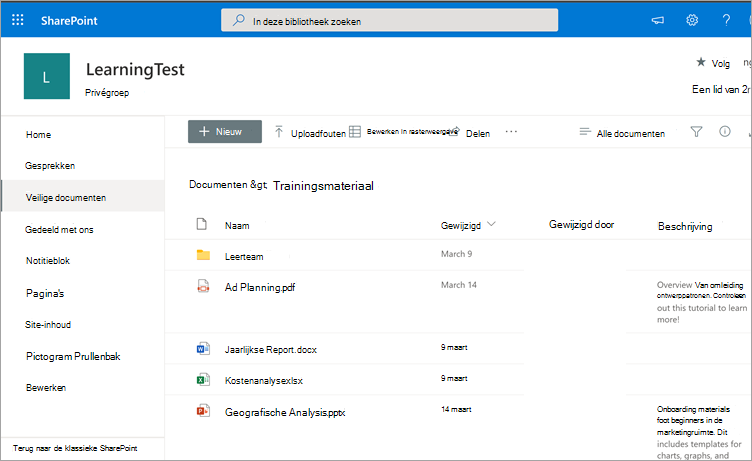 SharePoint
In deze bibliotheek zoeken
?
L
LearningTest
Privégroep
Volg
Een lid van 2
Home
Gesprekken
Veilige documenten
Gedeeld met ons
Notitieblok
Pagina's
Site-inhoud
Pictogram Prullenbak
Bewerken
Terug naar de klassieke SharePoint
+ Nieuw
Uploadfouten
Bewerken in rasterweergave
Delen
...
Alle documenten
Documenten &gt; Trainingsmateriaal
Naam Gewijzigd Gewijzigd door Beschrijving
Leerteam March 9
Ad Planning.pdf March 14 Overview Van omleiding
ontwerppatronen.
out this tutorial to learn
more!
Jaarlijkse Report.docx 9 maart
Kostenanalysexlsx 9 maart
Geografische Analysis.pptx 14 maart Onboarding materials
foot beginners in de
marketingruimte. Dit
includes templates for
charts, graphs, and